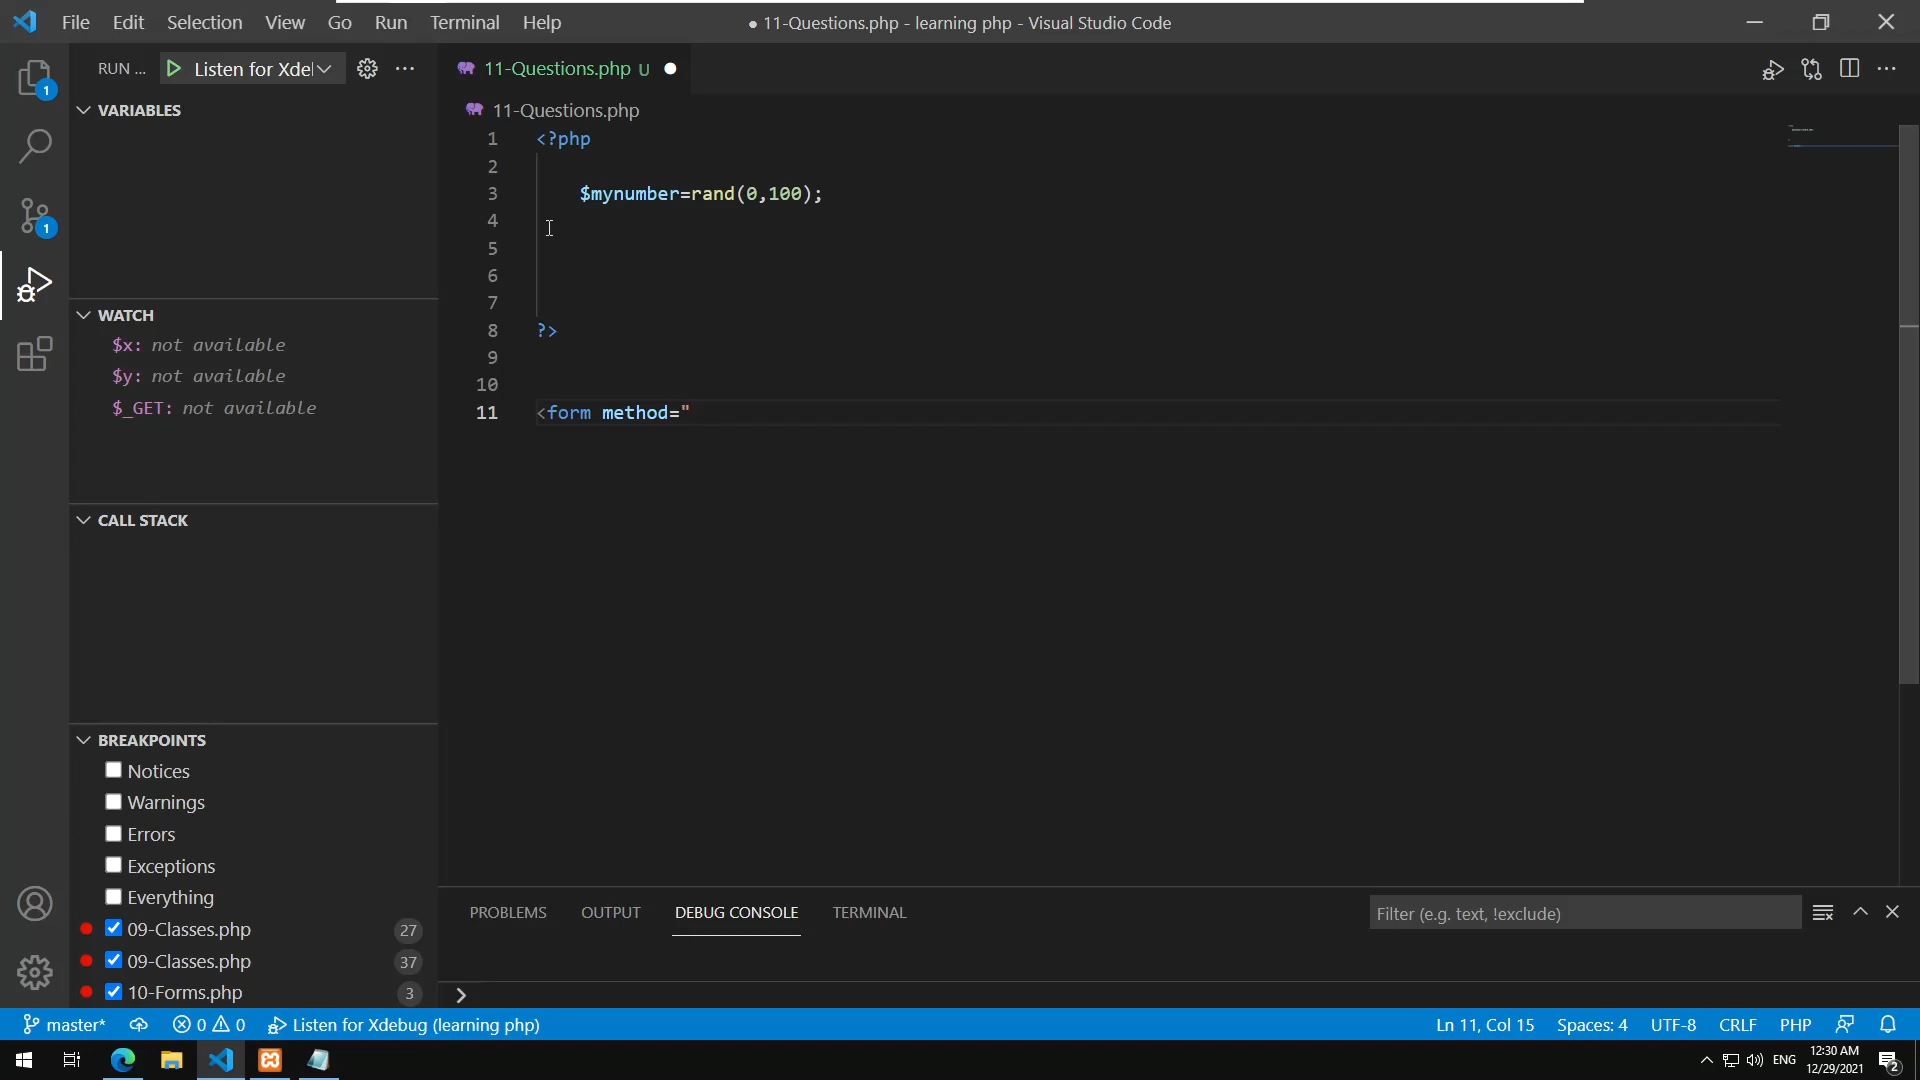 File Edit Selection View Go Run Terminal Help
● 11-Questions.php - learning php - Visual Studio Code
RUN ... Listen for Xdel
11-Questions.php U
1
VARIABLES
11-Questions.php
1 <?php
2
3 $mynumber=rand(0,100);
4
1
5
6
7
8 ?>
9
10
11 <form method="
WATCH
$x: not available
$y: not available
$_GET: not available
CALL STACK
BREAKPOINTS
Notices
Warnings
Errors
Exceptions
Everything
09-Classes.php 27
09-Classes.php 37
10-Forms.php 3
PROBLEMS OUTPUT DEBUG CONSOLE TERMINAL
Filter (e.g. text, !exclude)
master* 0 0 Listen for Xdebug (learning php)
Ln 11, Col 15 Spaces: 4 UTF-8 CRLF PHP
ENG
12:30 AM
12/29/2021
2